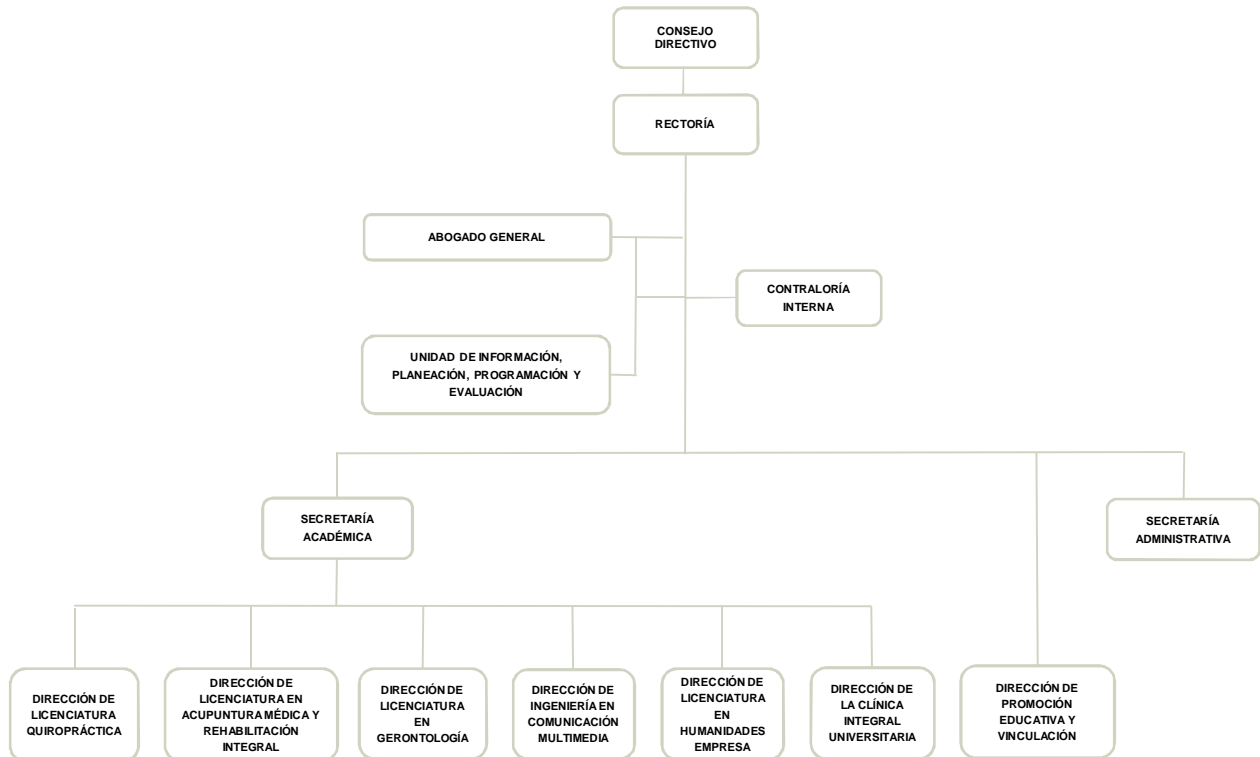 CONSEJO
DIRECTIVO
RECTORÍA
ABOGADO GENERAL
CONTRALORÍA
INTERNA
UNIDAD DE INFORMACIÓN,
PLANEACIÓN, PROGRAMACIÓN Y
EVALUACIÓN
SECRETARÍA
ACADÉMICA
SECRETARÍA
ADMINISTRATIVA
DIRECCIÓN DE
LICENCIATURA
QUIROPRÁCTICA
DIRECCIÓN DE
LICENCIATURA EN
ACUPUNTURA MÉDICA Y
REHABILITACIÓN
INTEGRAL
DIRECCIÓN DE
LICENCIATURA
EN
GERONTOLOGÍA
DIRECCIÓN DE
INGENIERÍA EN
COMUNICACIÓN
MULTIMEDIA
DIRECCIÓN DE
LICENCIATURA
EN
HUMANIDADES
EMPRESA
DIRECCIÓN DE
LA CLÍNICA
INTEGRAL
UNIVERSITARIA
DIRECCIÓN DE
PROMOCIÓN
EDUCATIVA Y
VINCULACIÓN